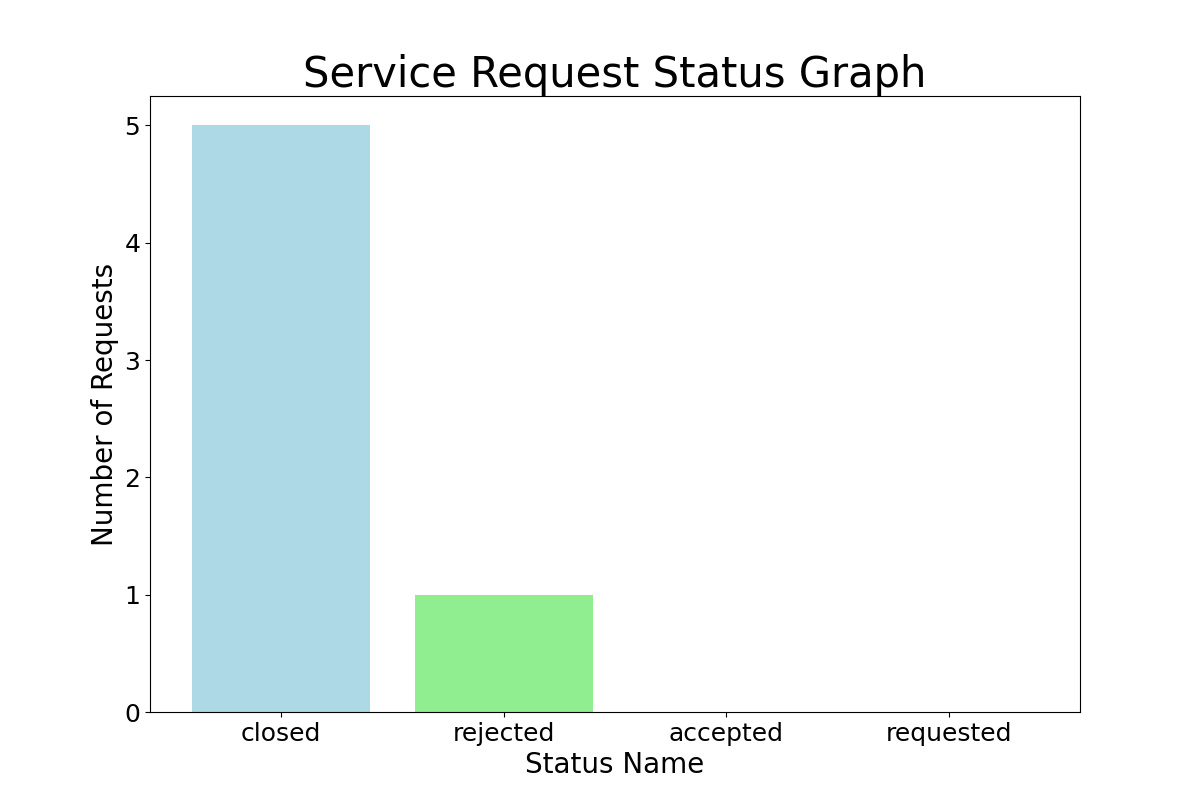 Service Request Status Graph
Number of Requests
5
4
3
2
1
0
closed rejected accepted requested
Status Name